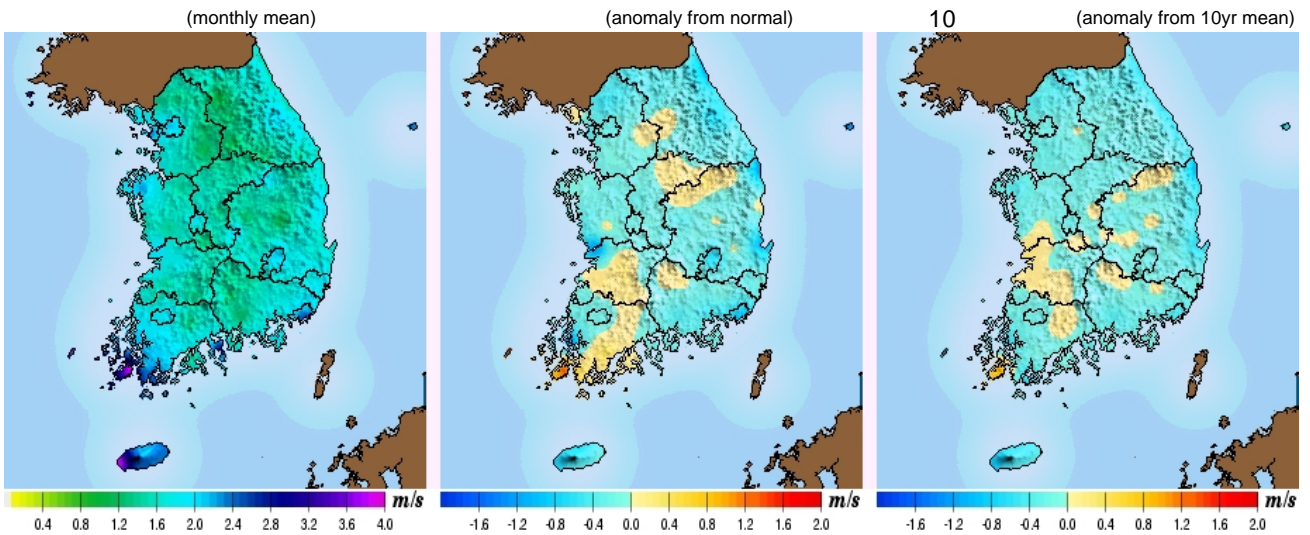 (monthly mean)
(anomaly from normal)
10
(anomaly from 10yr mean)
0.4 0.8 1.2 1.6 2.0 2.4 2.8 3.2 3.6 4.0 m/s
-1.6 -1.2 -0.8 -0.4 0.0 0.4 0.8 1.2 1.6 2.0 m/s
-1.6 -1.2 -0.8 -0.4 0.0 0.4 0.8 1.2 1.6 2.0 m/s